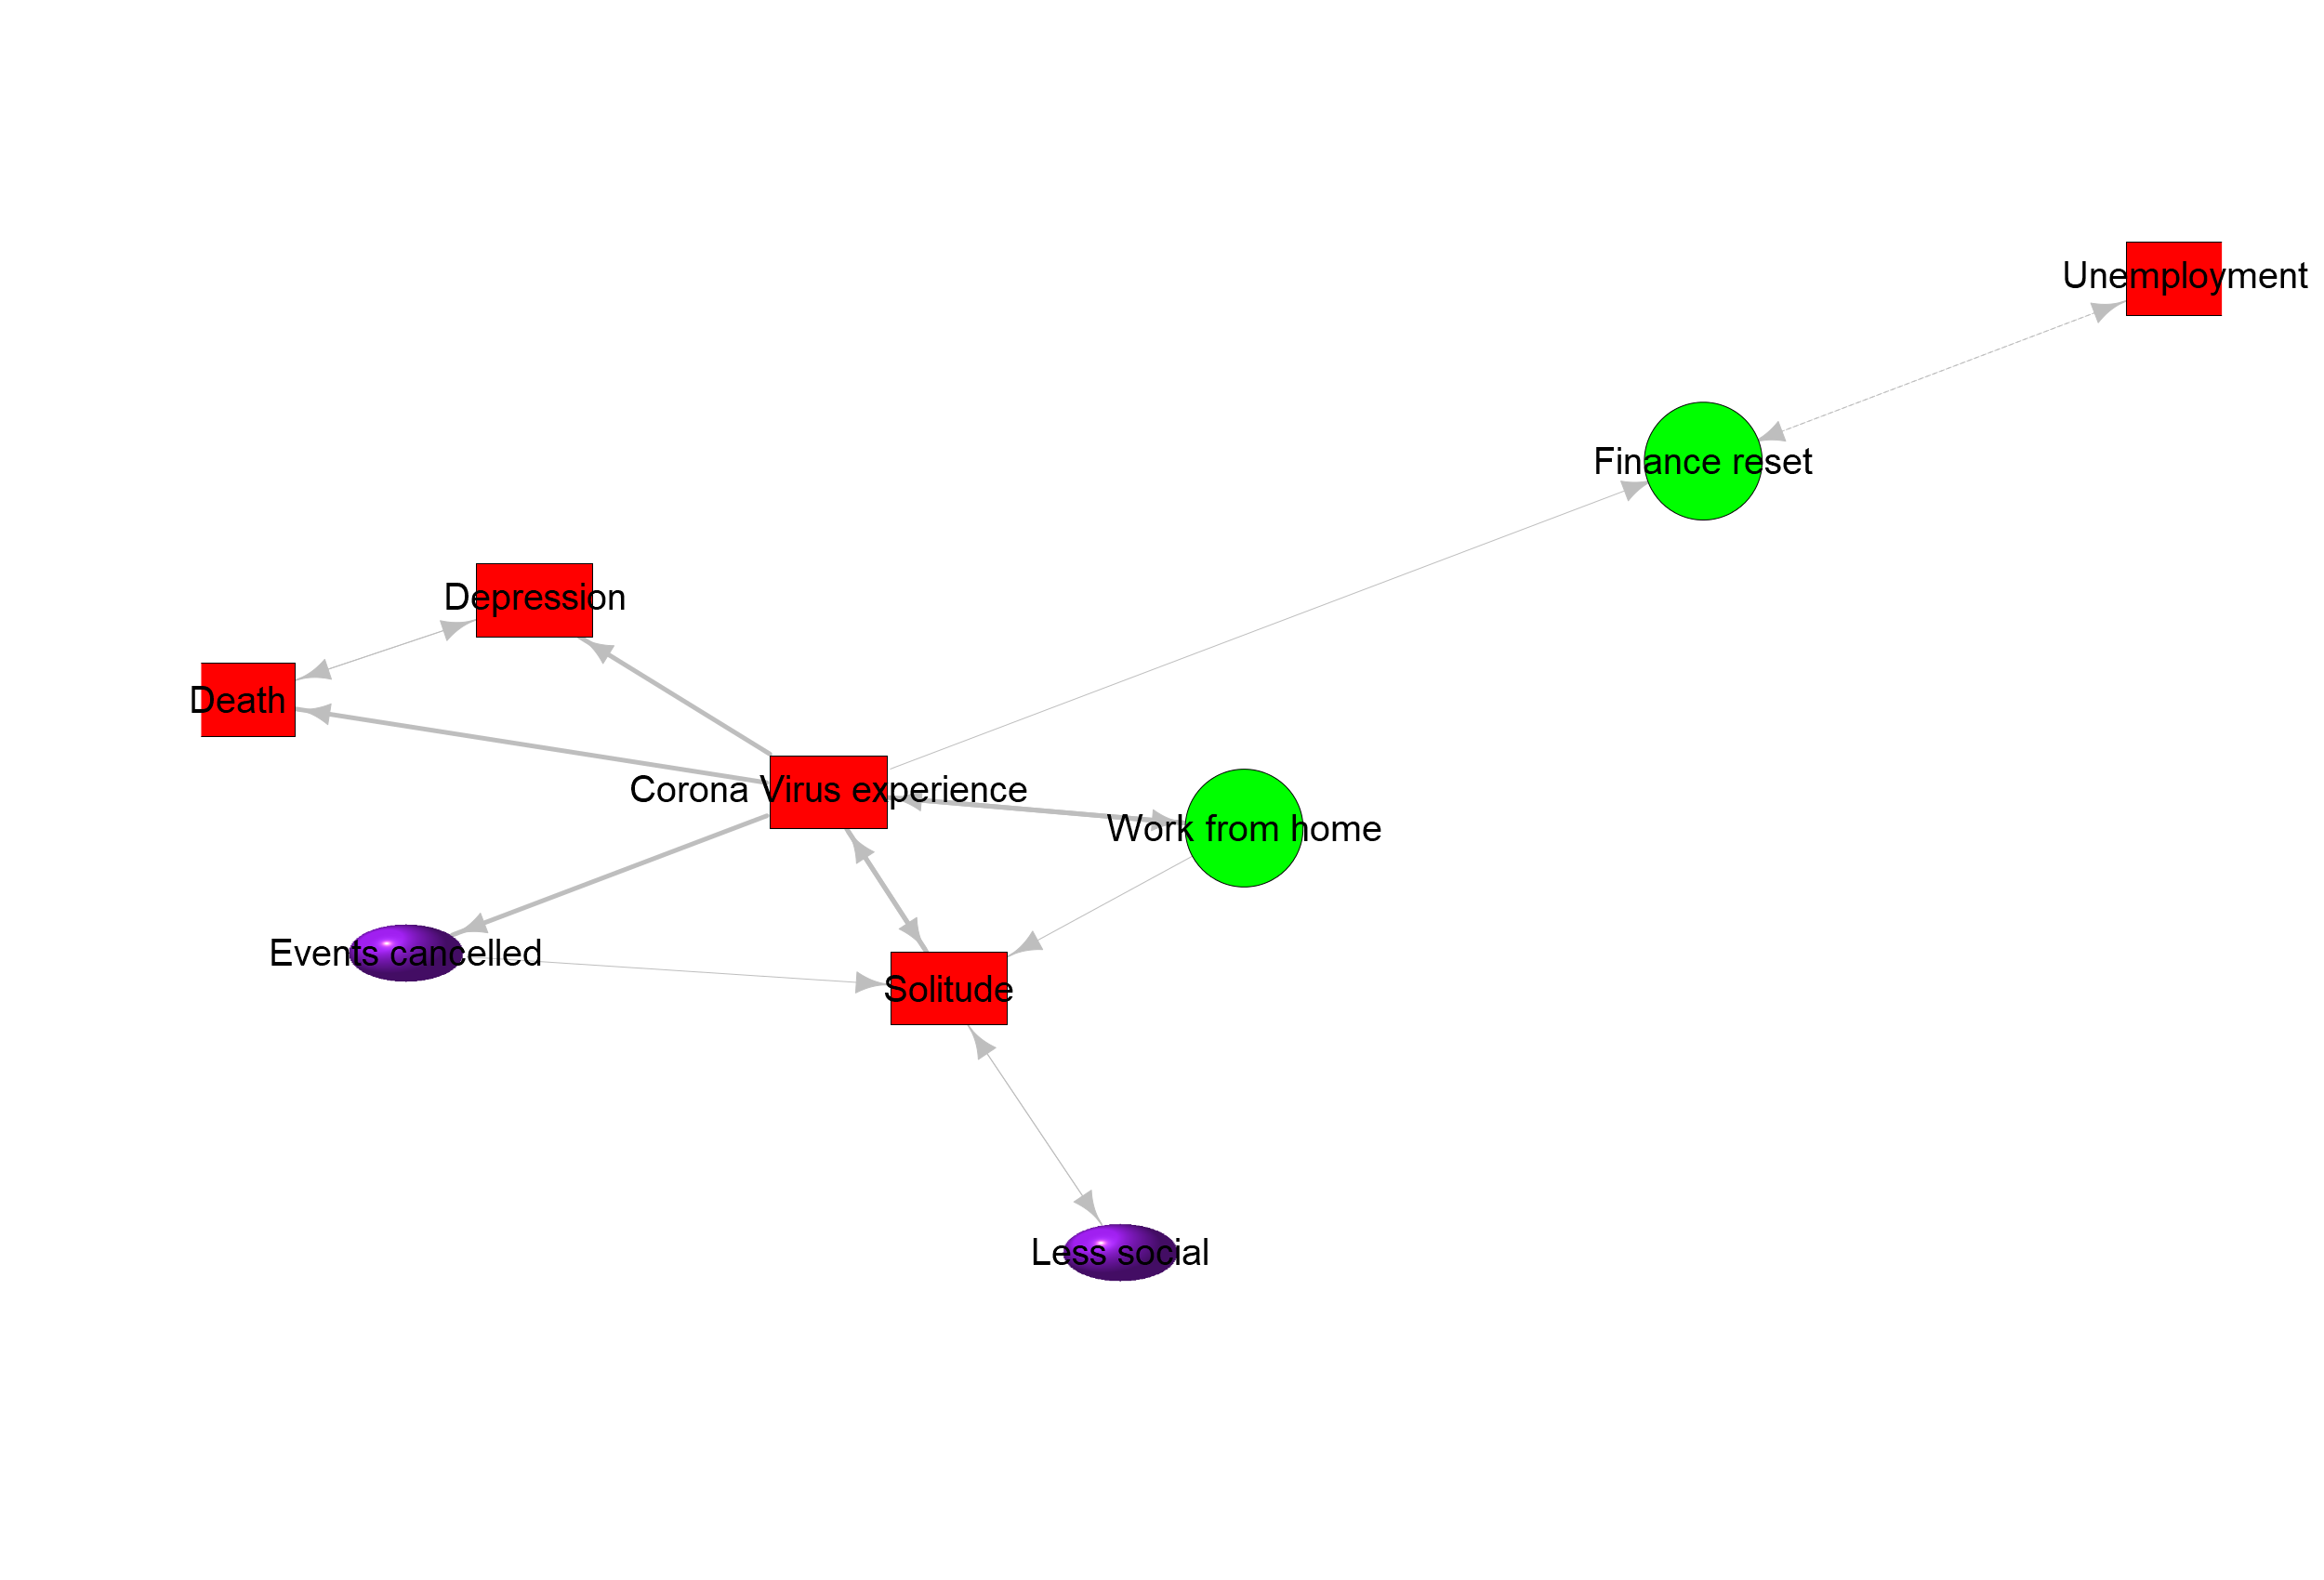 Unemployment
Finance reset
Depression
Death
Corona Virus experience
Work from home
Events cancelled
Solitude
Less social